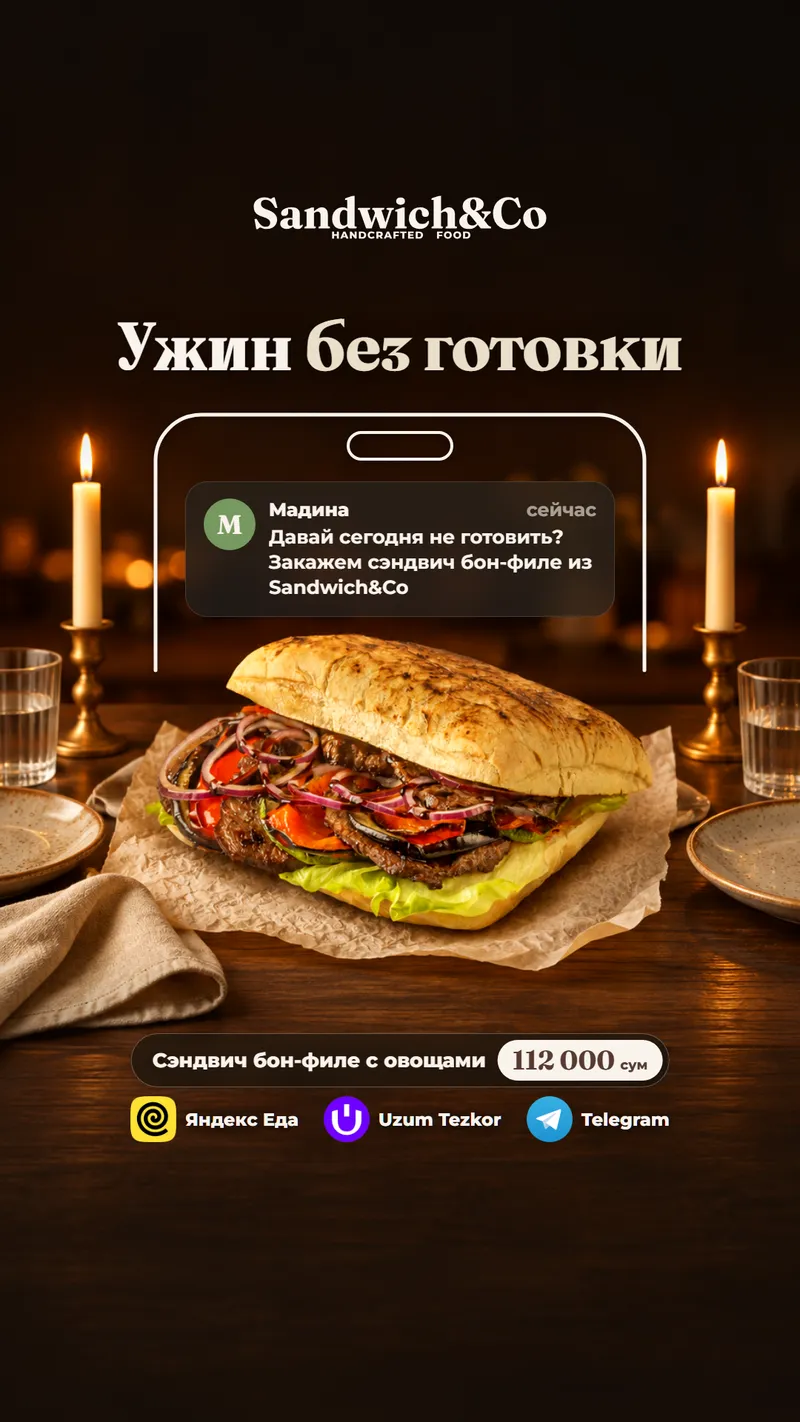 Sandwich&Co
HANDCRAFTED FOOD
Ужин без готовки
М
Мадина
сейчас
Давай сегодня не готовить?
Закажем сэндвич бон-филе из
Sandwich&Co
Сэндвич бон-филе с овощами
112 000 сум
Яндекс Еда
Uzum Tezkor
Telegram